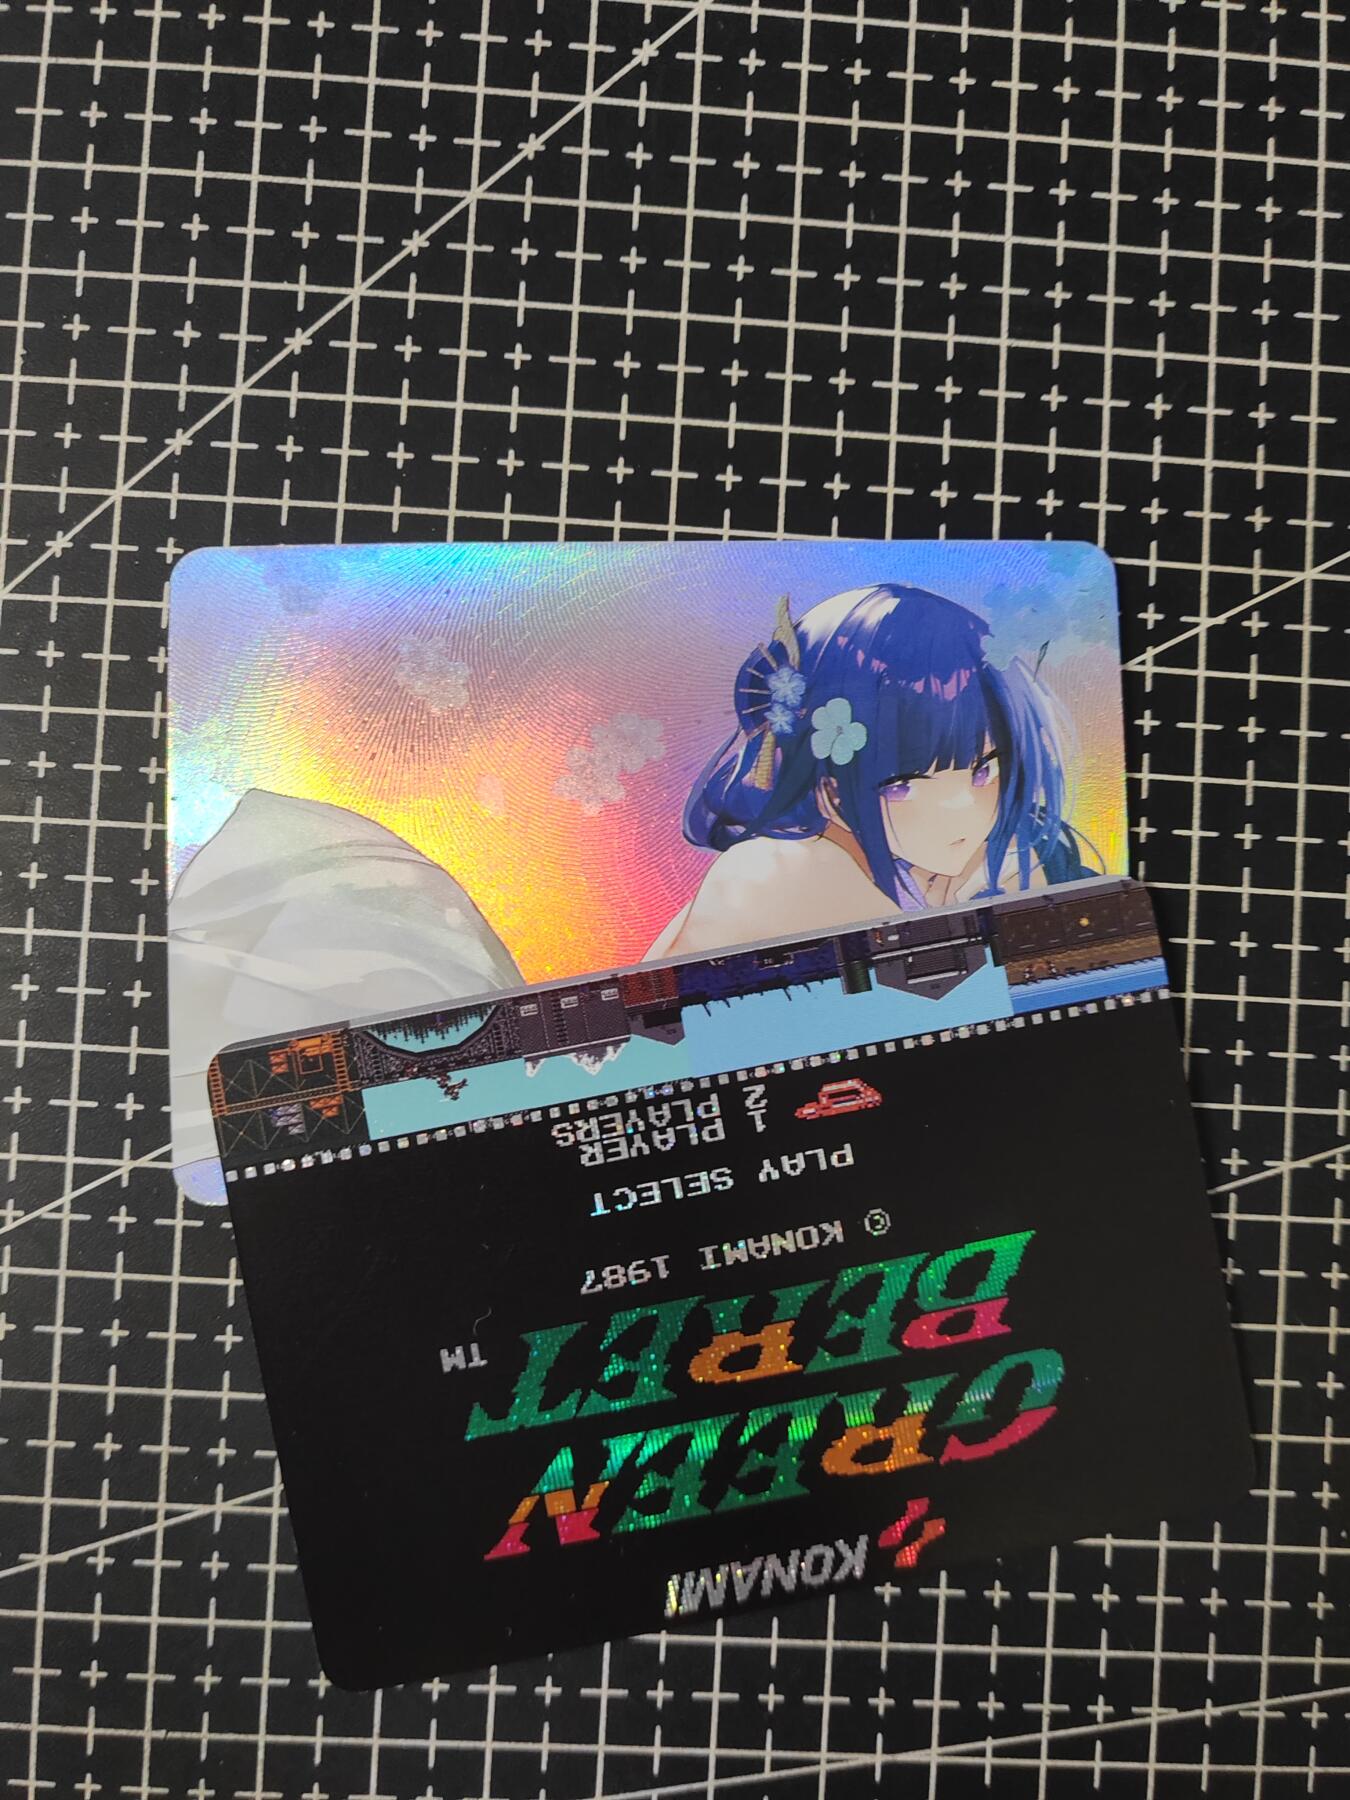 KONAMI
GREEN
BERET
TM
© KONAMI 1987
PLAY SELECT
1 PLAYER
2 PLAYERS